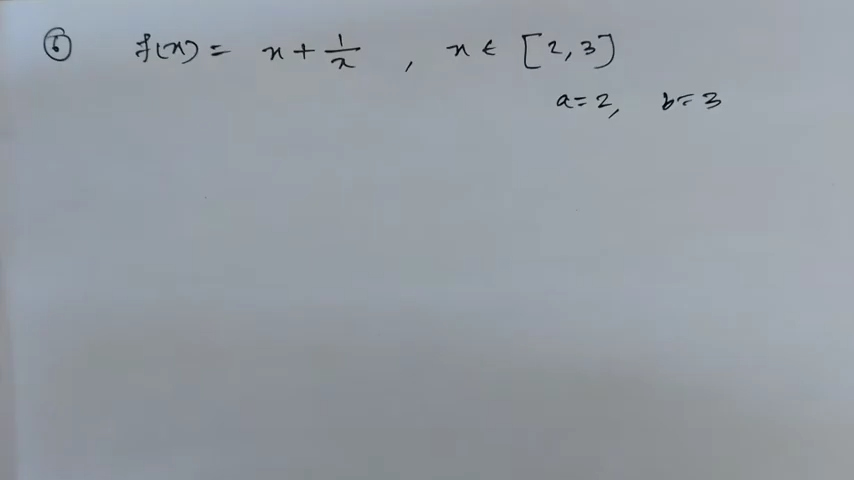 ⑥ f(x) = x + 1/x , x ∈ [2,3]
a=2, b=3